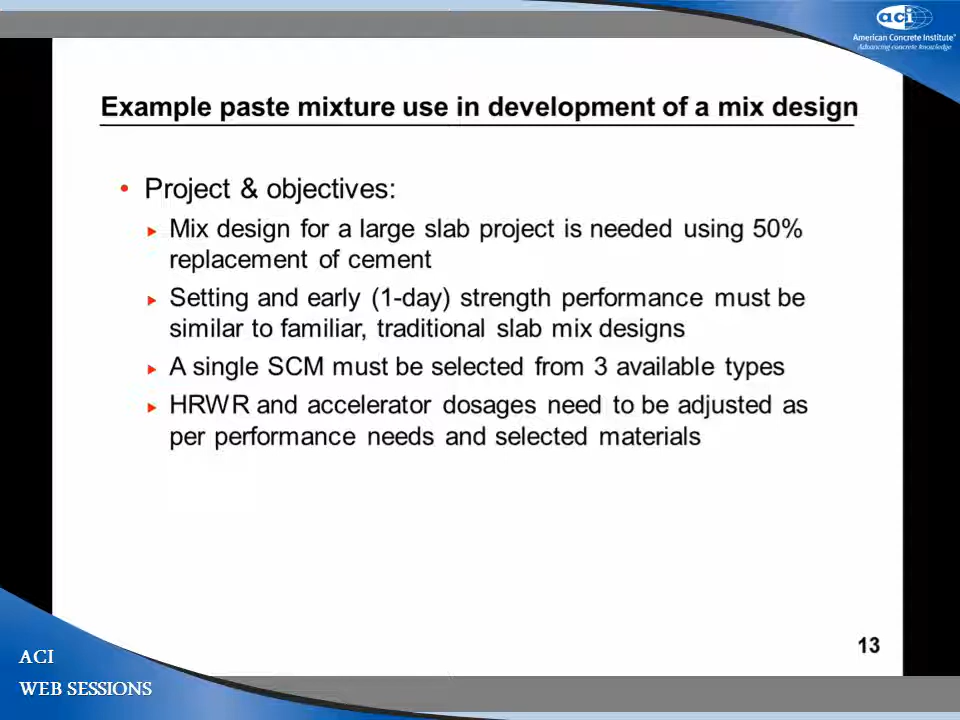 aci
American Concrete Institute®
Advancing concrete knowledge
Example paste mixture use in development of a mix design
• Project & objectives:
Mix design for a large slab project is needed using 50%
replacement of cement
Setting and early (1-day) strength performance must be
similar to familiar, traditional slab mix designs
A single SCM must be selected from 3 available types
HRWR and accelerator dosages need to be adjusted as
per performance needs and selected materials
13
ACI
WEB SESSIONS